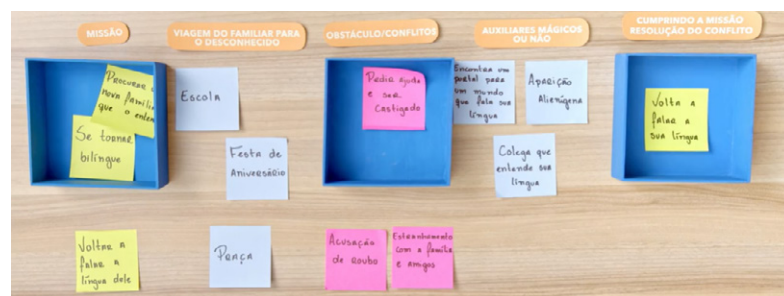 MISSÃO
VIAGEM DO FAMILIAR PARA
O DESCONHECIDO
OBSTÁCULO/CONFLITOS
AUXILIARES MÁGICOS
OU NÃO
CUMPRINDO A MISSÃO
RESOLUÇÃO DO CONFLITO
PROCURAR
nova família
que o enten
Se tornar
bilíngue
Escola
Festa de
Aniversário
Pedir ajuda
e ser
Castigado
Encontra um
portal para
um mundo
que fala sua
língua
Aparição
Alienígena
Colega que
entende sua
língua
Volta a
falar a
sua língua
Voltar a
falar a
língua dele
Praça
Acusação
de roubo
Estranhamento
com a família
e amigos